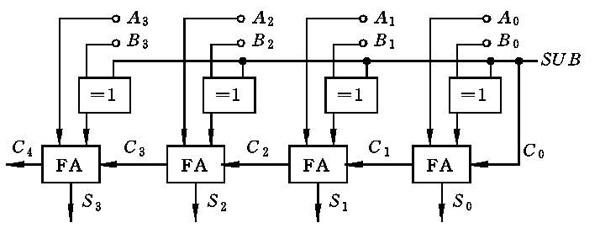 A₃ A₂ A₁ A₀
B₃ B₂ B₁ B₀
SUB
=1 =1 =1 =1
C₄ C₃ C₂ C₁ C₀
FA FA FA FA
S₃ S₂ S₁ S₀